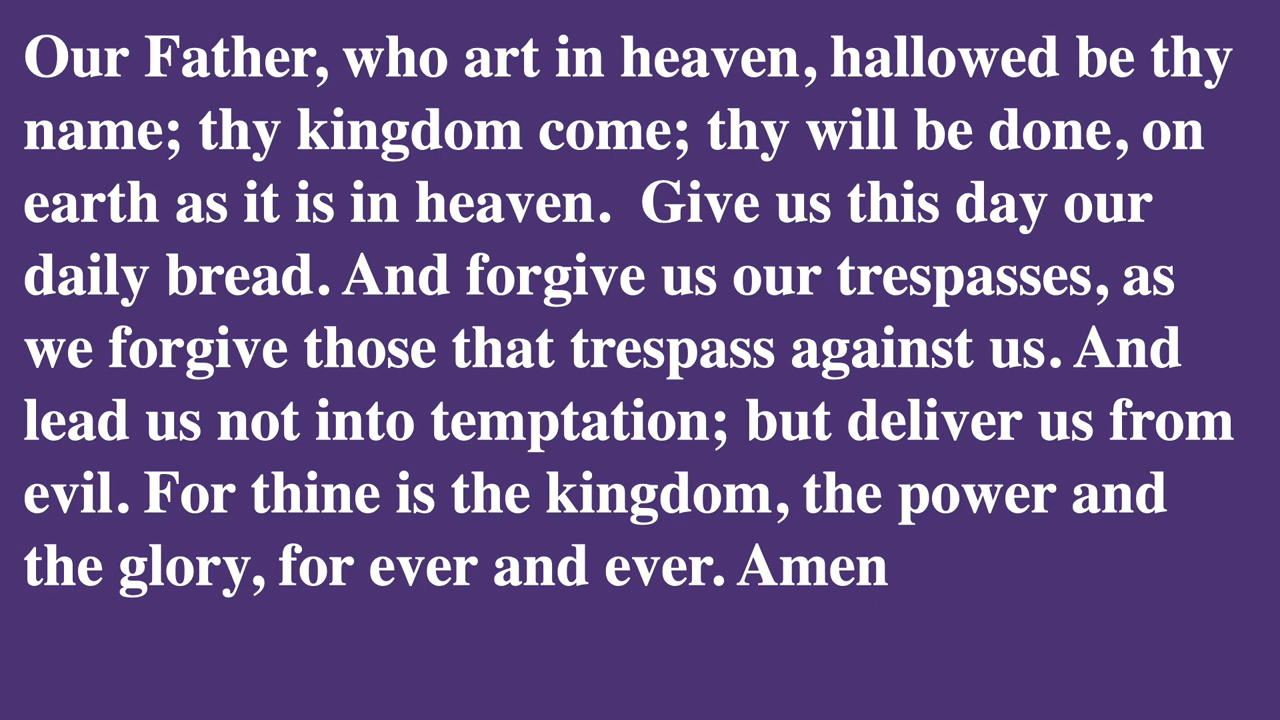 Our Father, who art in heaven, hallowed be thy
name; thy kingdom come; thy will be done, on
earth as it is in heaven.  Give us this day our
daily bread. And forgive us our trespasses, as
we forgive those that trespass against us. And
lead us not into temptation; but deliver us from
evil. For thine is the kingdom, the power and
the glory, for ever and ever. Amen